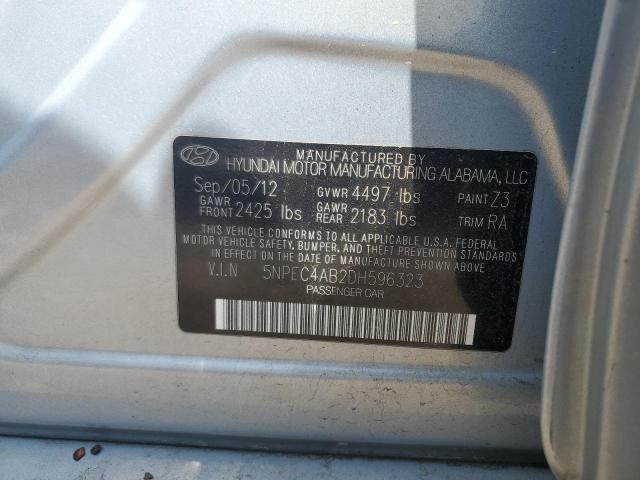 MANUFACTURED BY
HYUNDAI MOTOR MANUFACTURING ALABAMA, LLC
Sep/05/12 GVWR 4497 lbs PAINT Z3
GAWR FRONT 2425 lbs GAWR REAR 2183 lbs TRIM RA
THIS VEHICLE CONFORMS TO ALL APPLICABLE U.S.A. FEDERAL
MOTOR VEHICLE SAFETY, BUMPER, AND THEFT PREVENTION STANDARDS
IN EFFECT ON THE DATE OF MANUFACTURE SHOWN ABOVE.
V.I.N 5NPEC4AB2DH596323
PASSENGER CAR